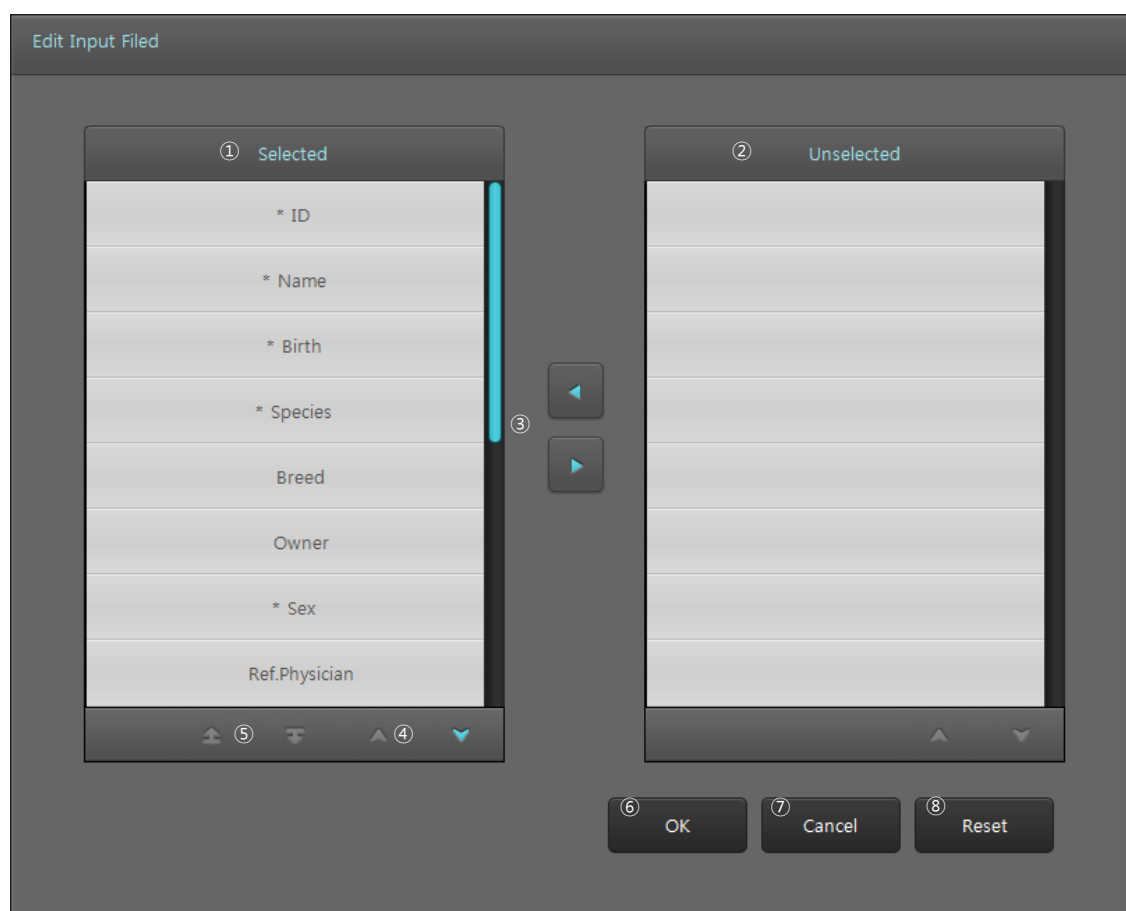 Edit Input Filed
① Selected
② Unselected
* ID
* Name
* Birth
* Species
③
Breed
Owner
* Sex
Ref.Physician
⑤ ④
⑥ OK
⑦ Cancel
⑧ Reset